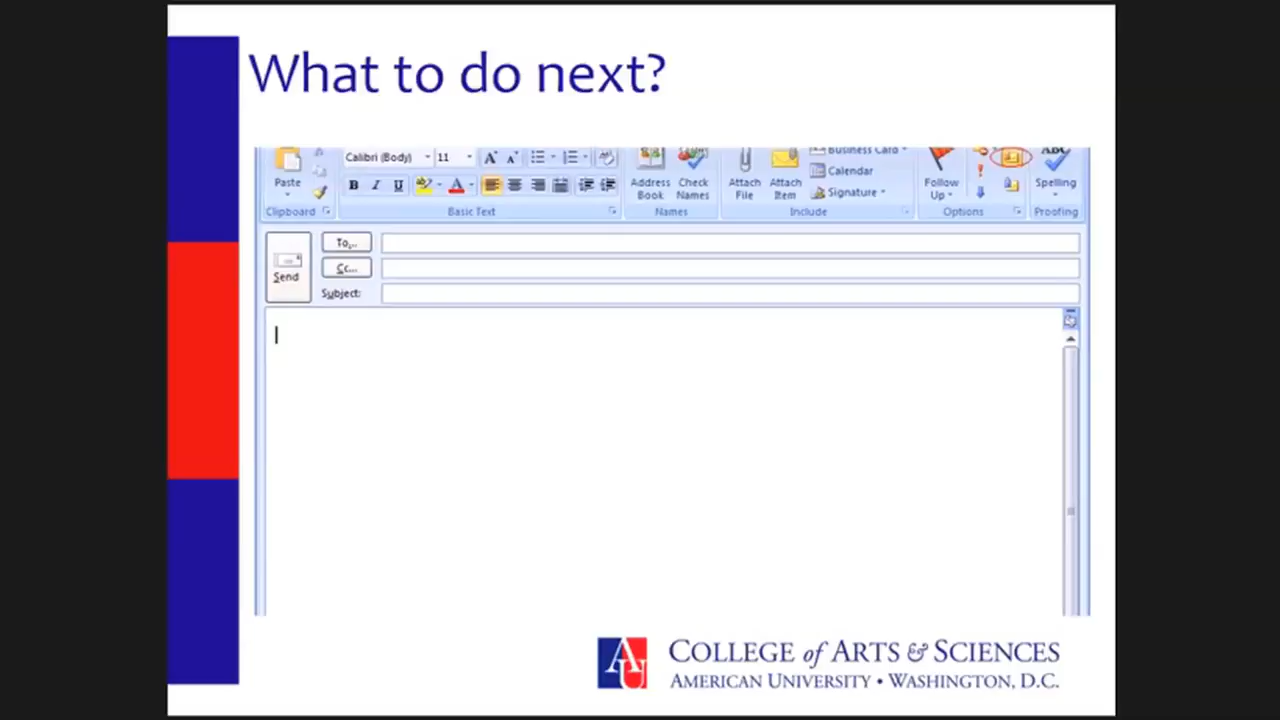 What to do next?
Calibri (Body) 11 Business Card ABC
Paste B I U A Address Book Check Names Attach File Attach Item Calendar Signature Follow Up Spelling
Clipboard Basic Text Names Include Options Proofing
To...
Send Cc...
Subject:
AU COLLEGE of ARTS & SCIENCES
AMERICAN UNIVERSITY • WASHINGTON, D.C.